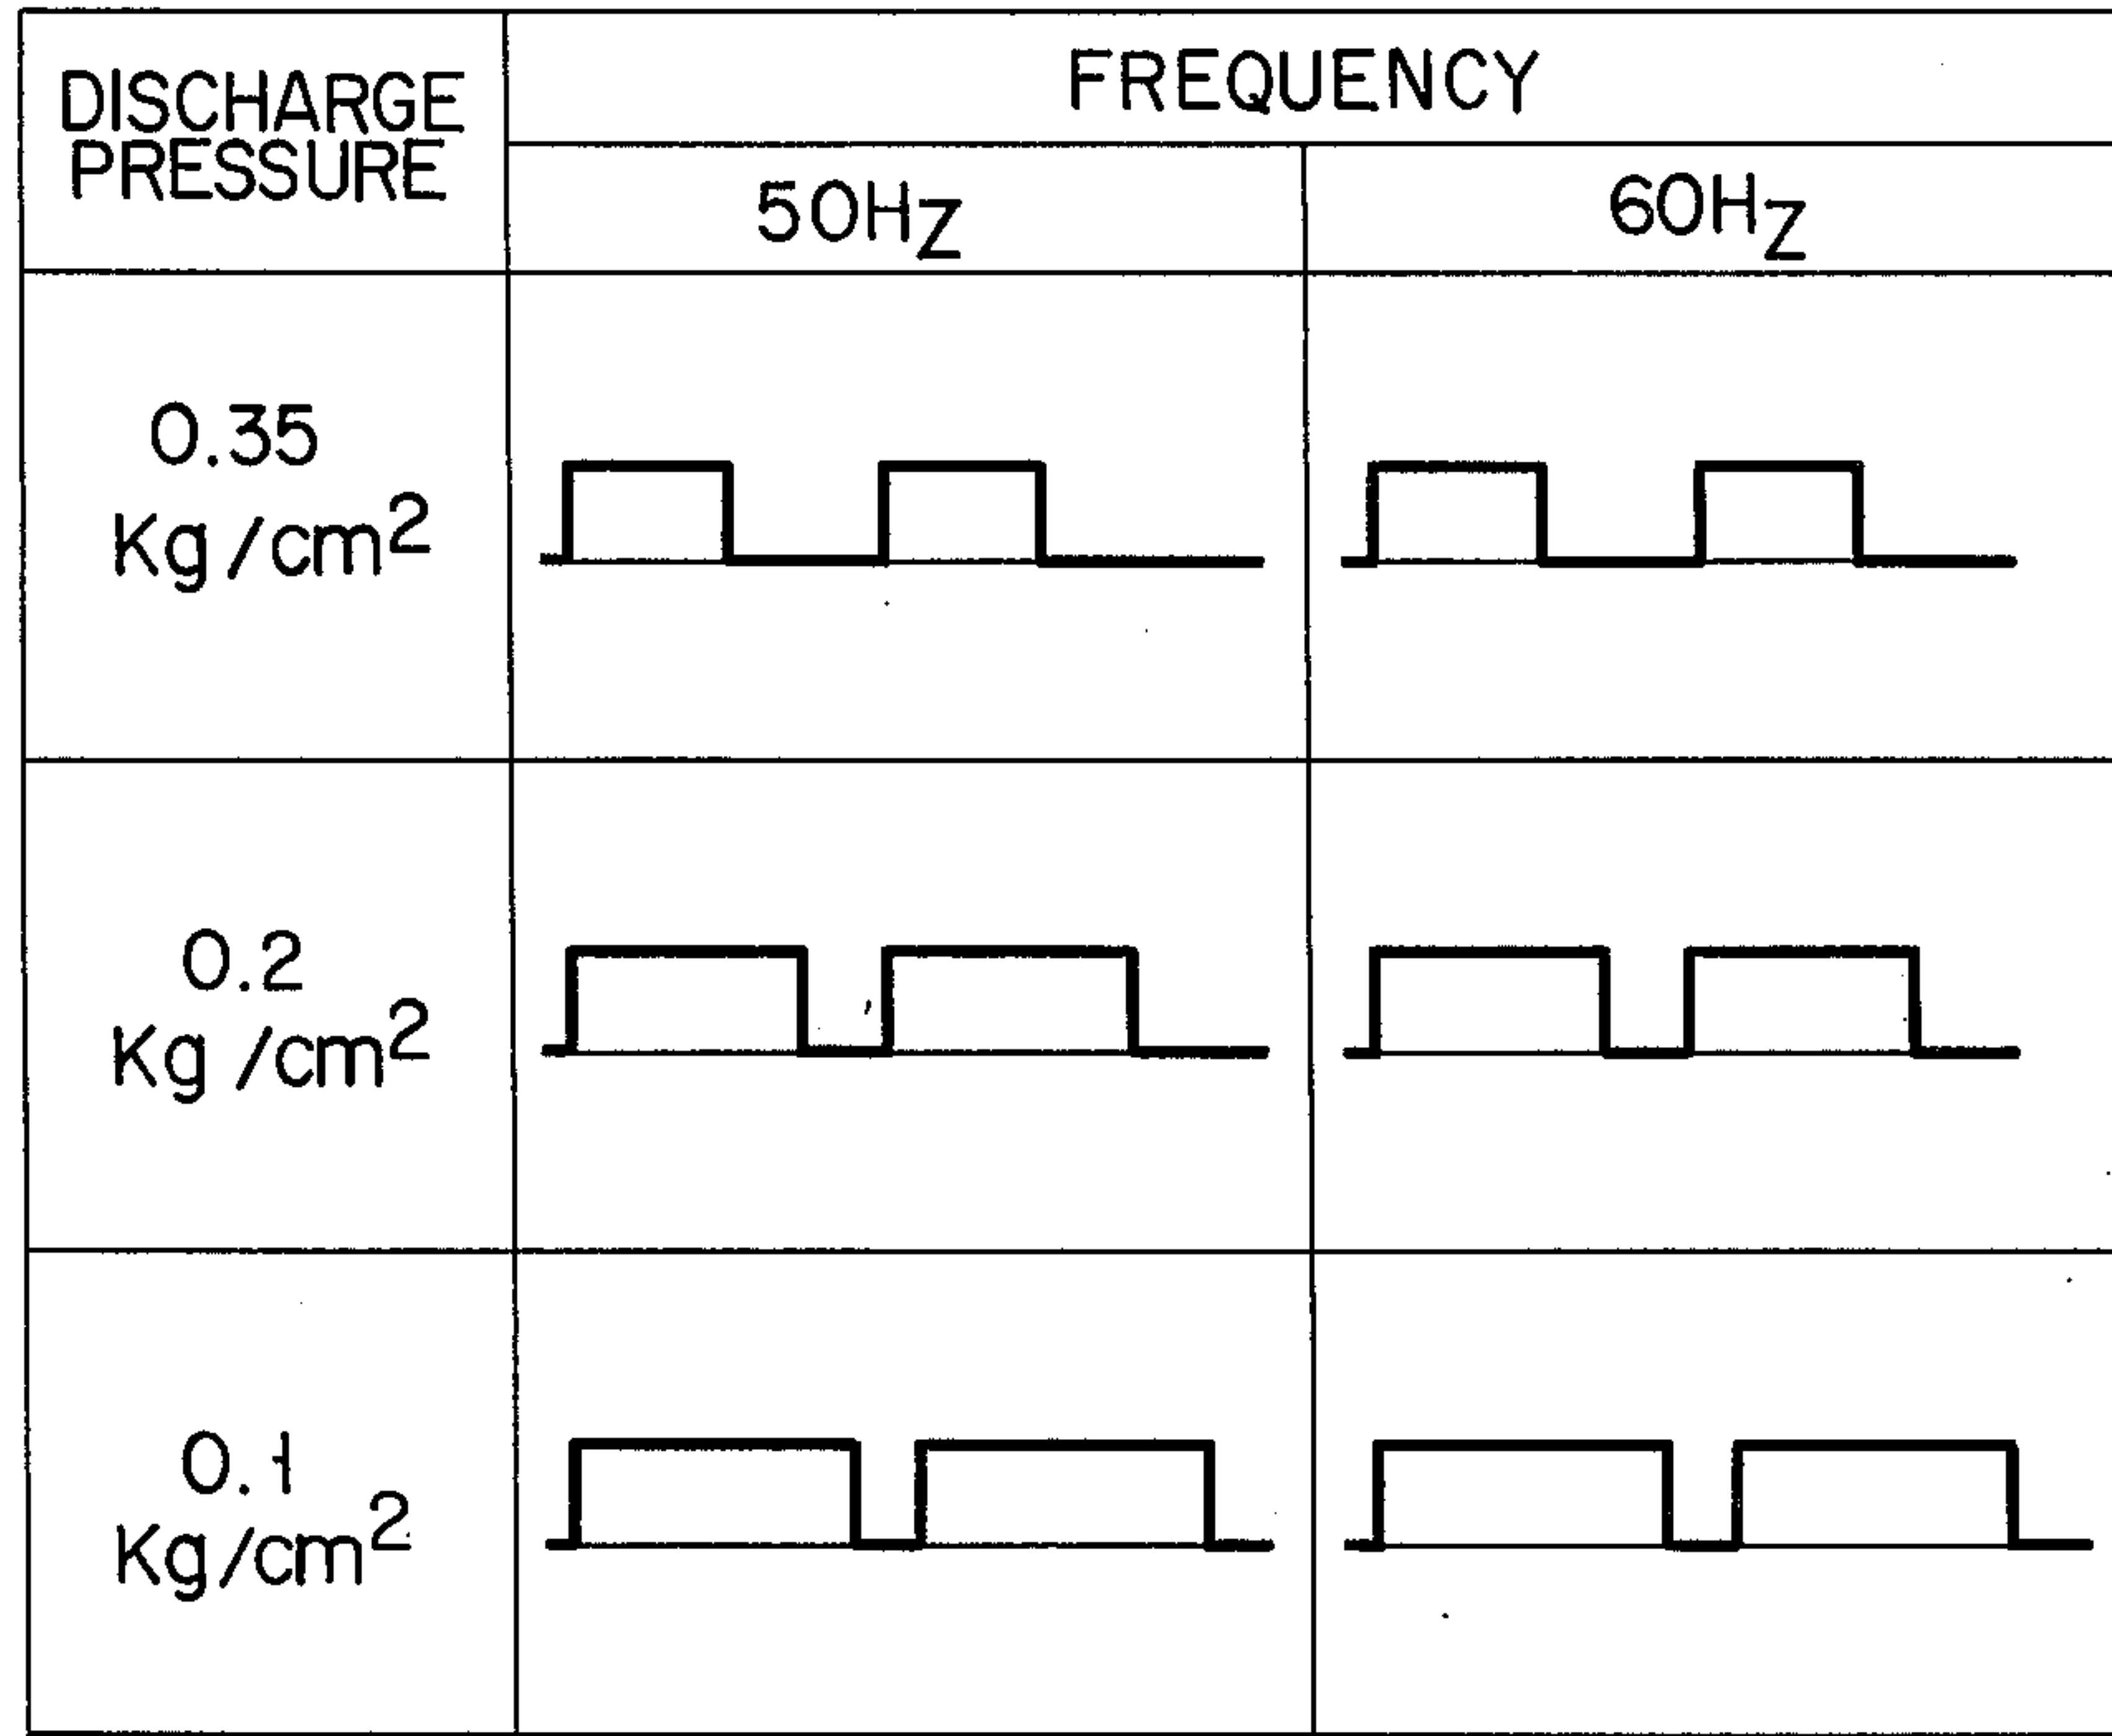 DISCHARGE
PRESSURE
FREQUENCY
50Hz
60Hz
0.35
Kg/cm²
0.2
Kg/cm²
0.1
Kg/cm²